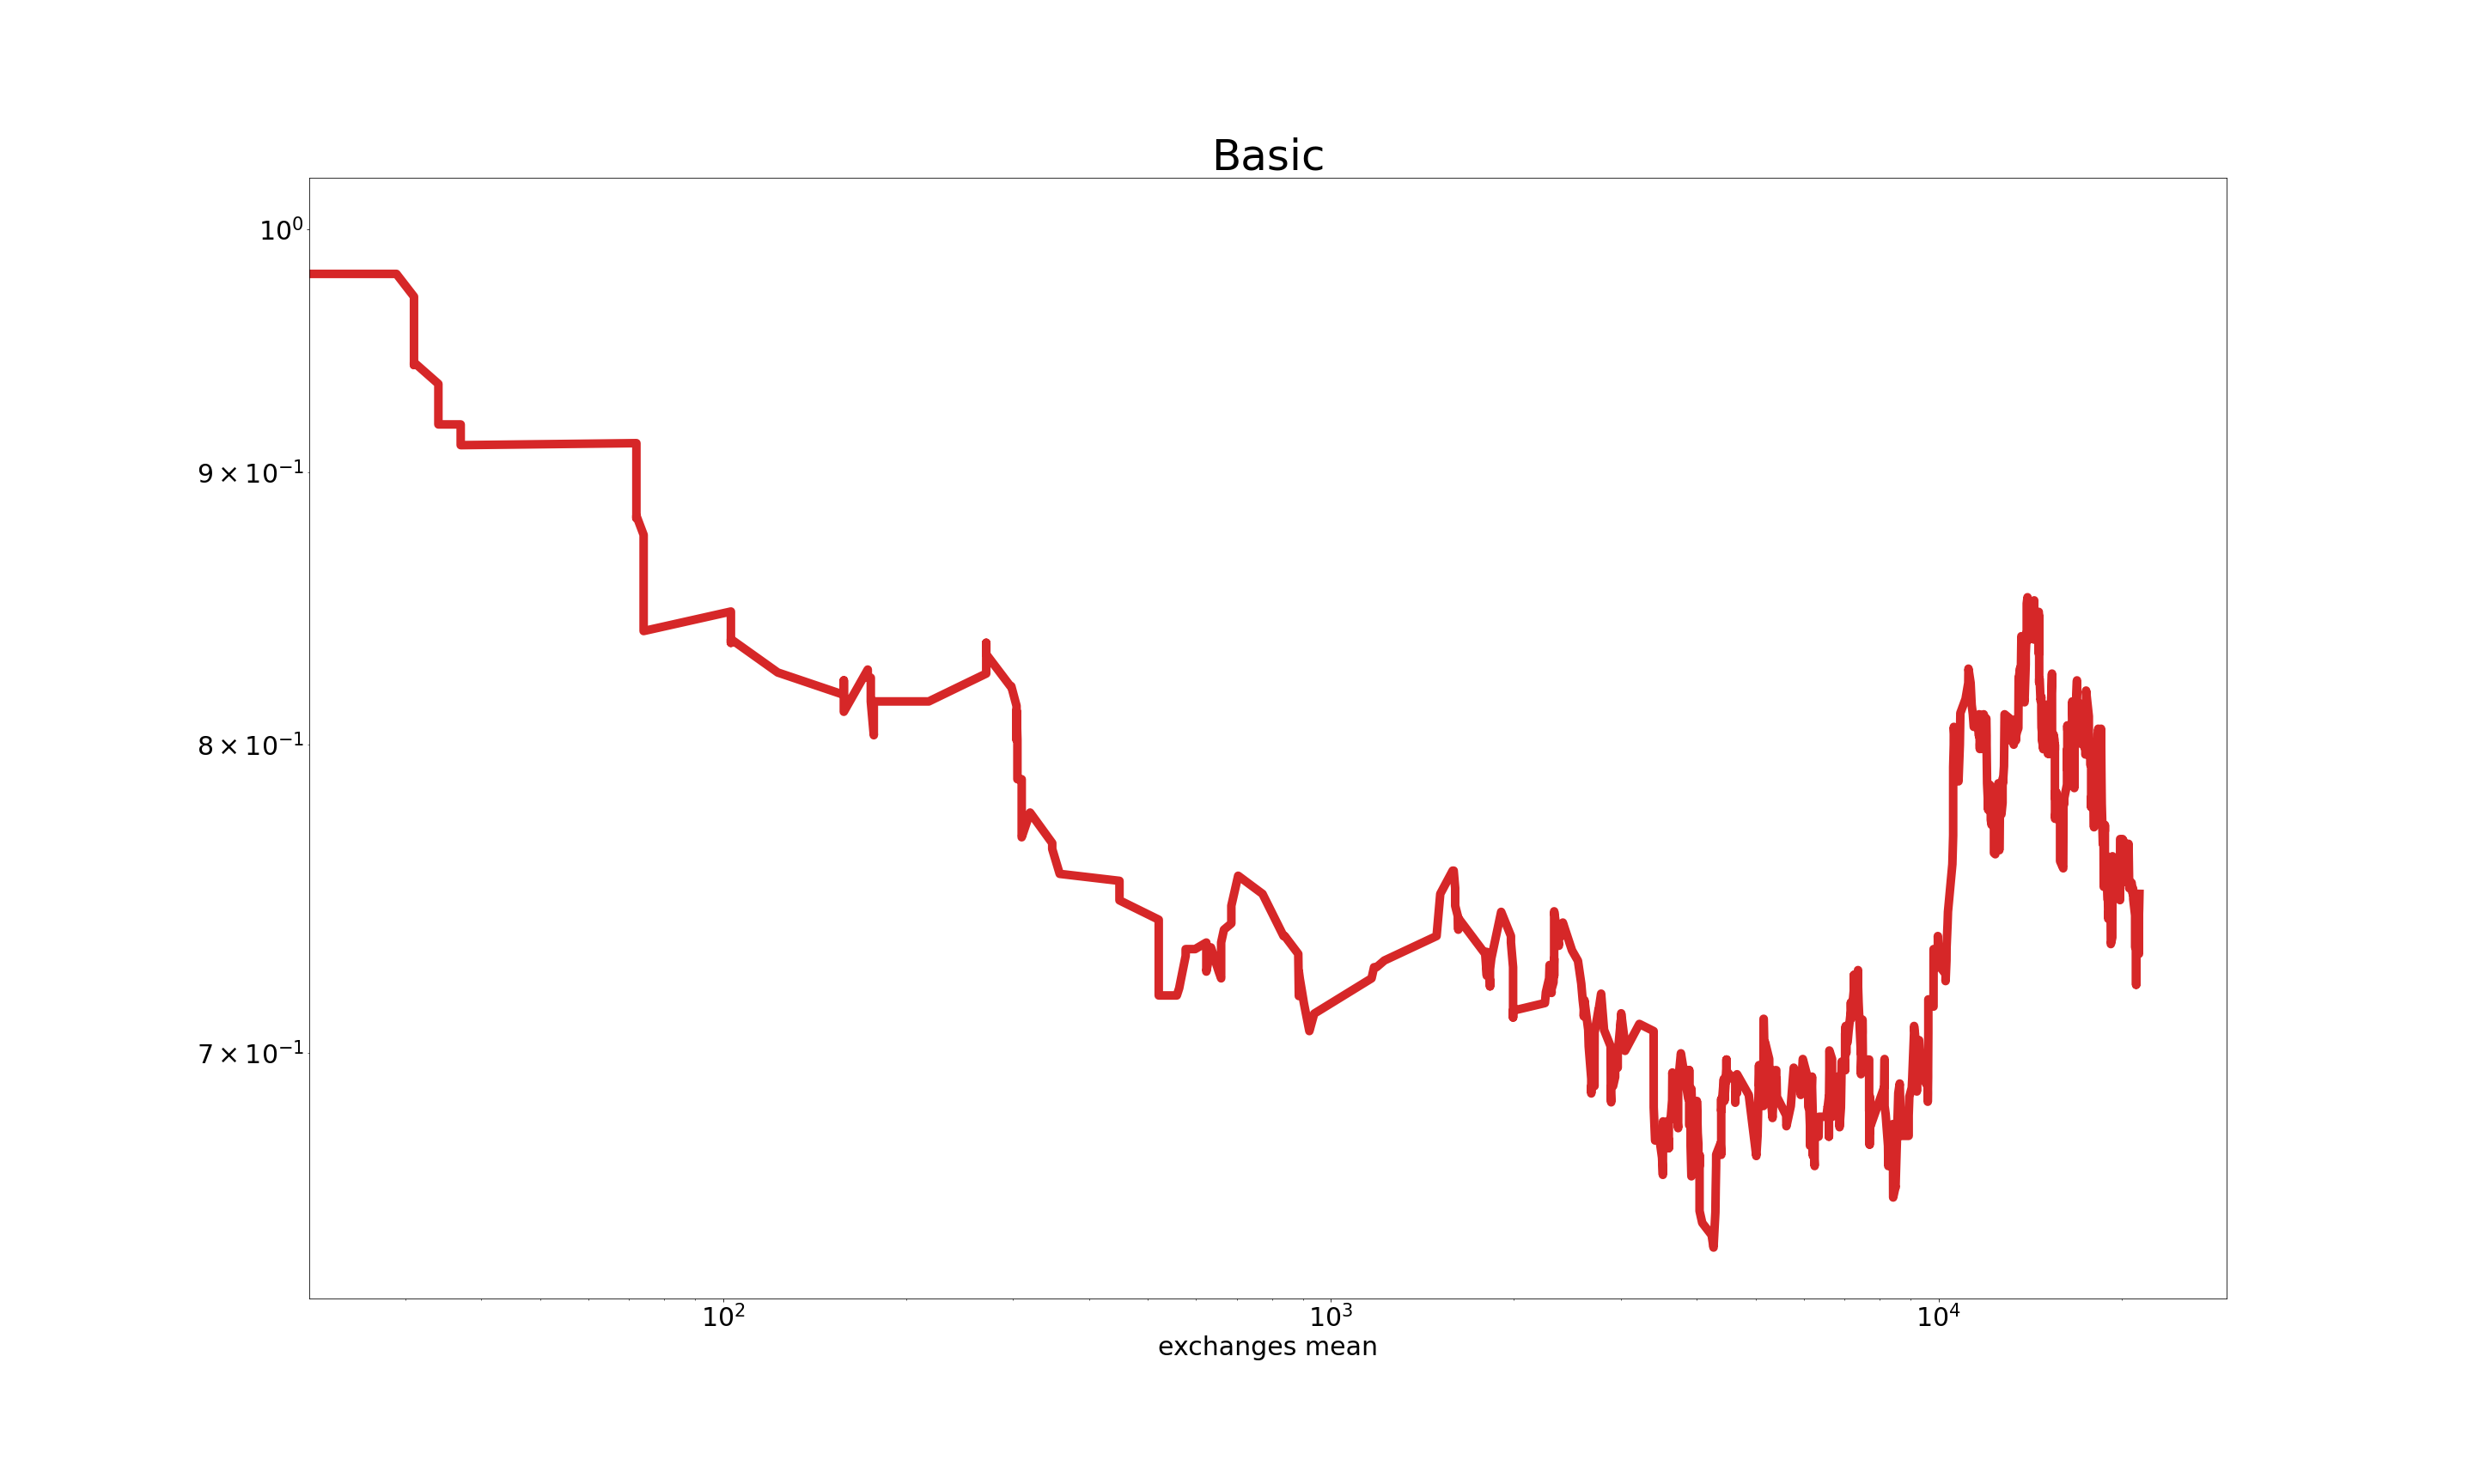 Basic
10⁰
9 × 10⁻¹
8 × 10⁻¹
7 × 10⁻¹
10² 10³ 10⁴
exchanges mean